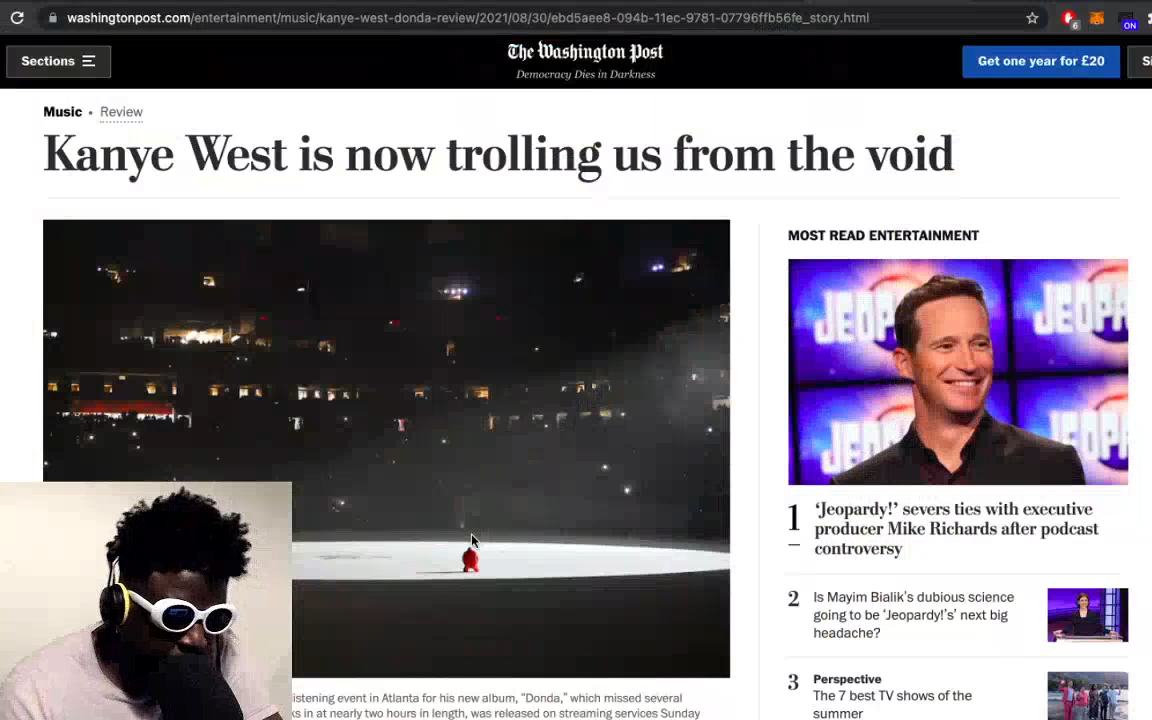 washingtonpost.com/entertainment/music/kanye-west-donda-review/2021/08/30/ebd5aee8-094b-11ec-9781-07796ffb56fe_story.html
6
ON
Sections
The Washington Post
Democracy Dies in Darkness
Get one year for £20
Si
Music • Review
Kanye West is now trolling us from the void
MOST READ ENTERTAINMENT
JEOPA
JEOPA
1
‘Jeopardy!’ severs ties with executive
producer Mike Richards after podcast
controversy
2
Is Mayim Bialik’s dubious science
going to be ‘Jeopardy!’s’ next big
headache?
3
Perspective
The 7 best TV shows of the
summer
istening event in Atlanta for his new album, “Donda,” which missed several
s in at nearly two hours in length, was released on streaming services Sunday